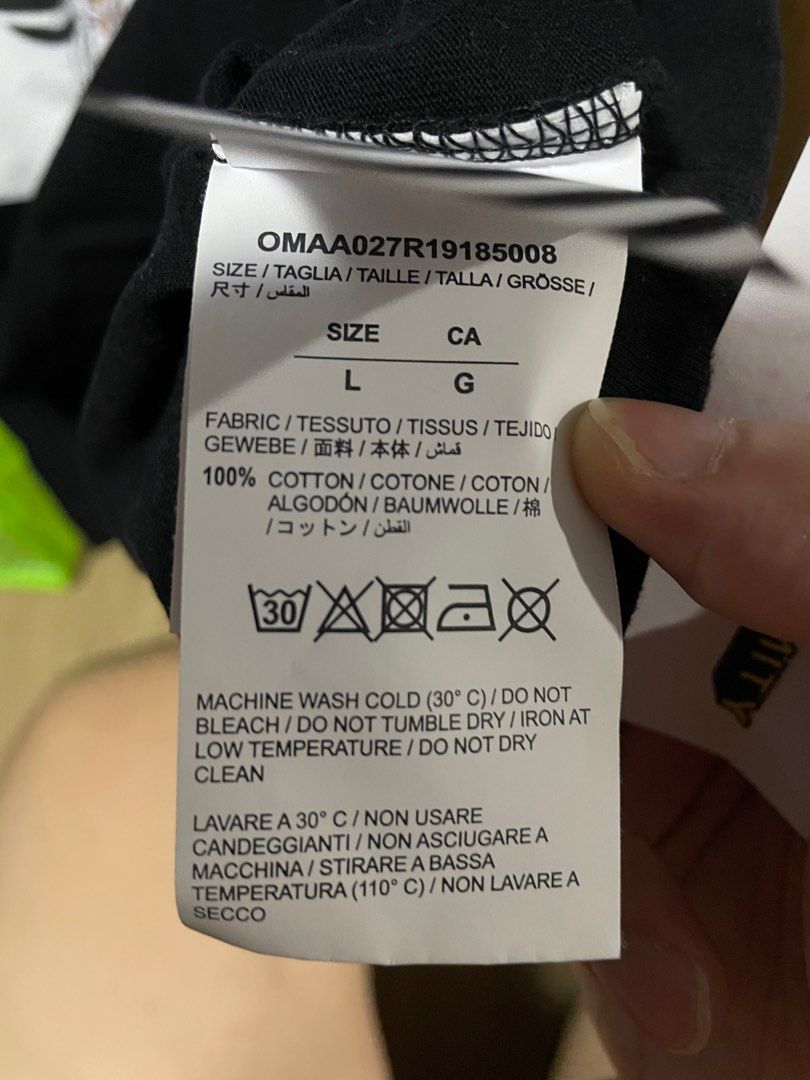 OMAA027R19185008
SIZE / TAGLIA / TAILLE / TALLA / GRÖSSE /
尺寸 / المقاس
SIZE CA
L G
FABRIC / TESSUTO / TISSUS / TEJIDO /
GEWEBE / 面料 / 本体 / قماش
100% COTTON / COTONE / COTON /
ALGODÓN / BAUMWOLLE / 棉
/ コットン / القطن
30
MACHINE WASH COLD (30° C) / DO NOT
BLEACH / DO NOT TUMBLE DRY / IRON AT
LOW TEMPERATURE / DO NOT DRY
CLEAN
LAVARE A 30° C / NON USARE
CANDEGGIANTI / NON ASCIUGARE A
MACCHINA / STIRARE A BASSA
TEMPERATURA (110° C) / NON LAVARE A
SECCO